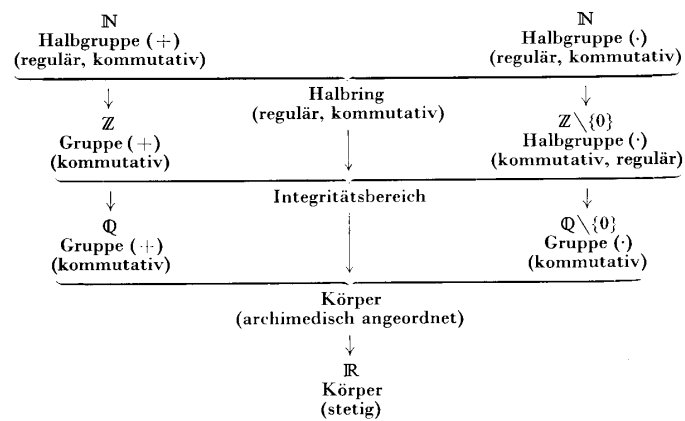 ℕ
Halbgruppe (+)
(regulär, kommutativ)
ℕ
Halbgruppe (·)
(regulär, kommutativ)
Halbring
(regulär, kommutativ)
ℤ
Gruppe (+)
(kommutativ)
ℤ\{0}
Halbgruppe (·)
(kommutativ, regulär)
Integritätsbereich
ℚ
Gruppe (+)
(kommutativ)
ℚ\{0}
Gruppe (·)
(kommutativ)
Körper
(archimedisch angeordnet)
ℝ
Körper
(stetig)